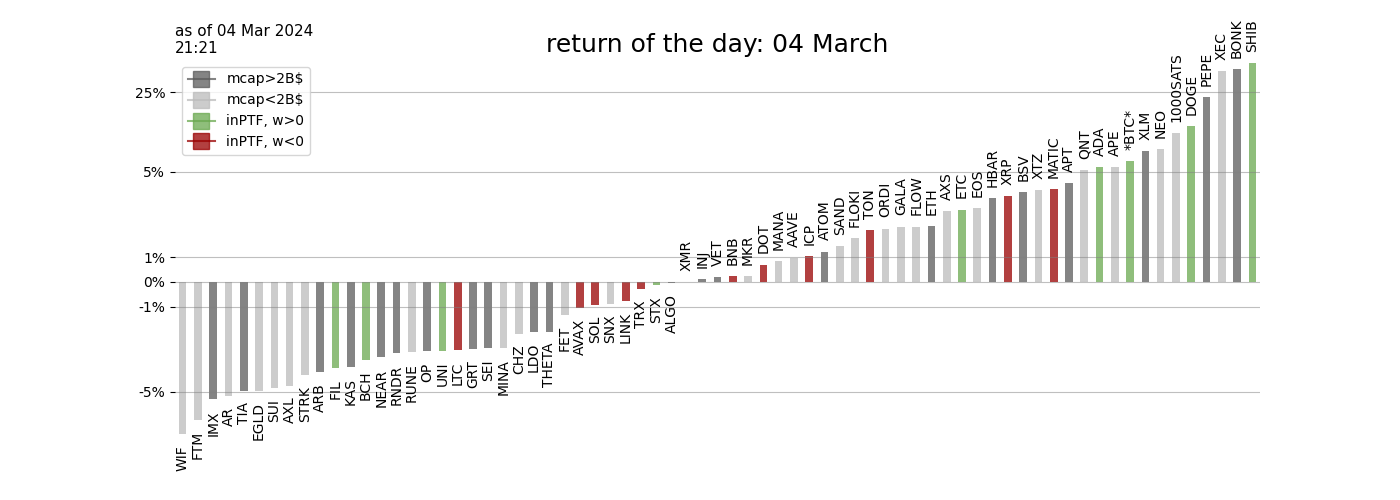 as of 04 Mar 2024
21:21
return of the day: 04 March
mcap>2B$
mcap<2B$
inPTF, w>0
inPTF, w<0
25%
5%
1%
0%
-1%
-5%
WIF
FTM
IMX
AR
TIA
EGLD
SUI
AXL
STRK
ARB
FIL
KAS
BCH
NEAR
RNDR
RUNE
OP
UNI
LTC
GRT
SEI
MINA
CHZ
LDO
THETA
FET
AVAX
SOL
SNX
LINK
TRX
STX
ALGO
XMR
INJ
VET
BNB
MKR
DOT
MANA
AAVE
ICP
ATOM
SAND
FLOKI
TON
ORDI
GALA
FLOW
ETH
AXS
ETC
EOS
HBAR
XRP
BSV
XTZ
MATIC
APT
QNT
ADA
APE
*BTC*
XLM
NEO
1000SATS
DOGE
PEPE
XEC
BONK
SHIB